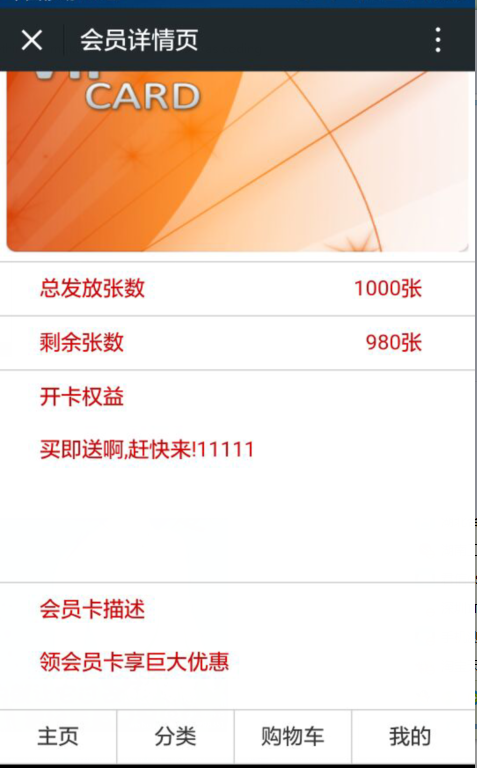 会员详情页
CARD
总发放张数 1000张
剩余张数 980张
开卡权益
买即送啊,赶快来!11111
会员卡描述
领会员卡享巨大优惠
主页 分类 购物车 我的